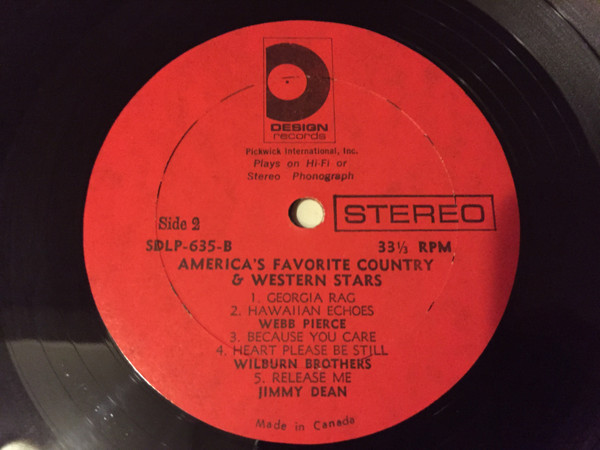 DESIGN
records
Pickwick International, Inc.
Plays on Hi-Fi or
Stereo Phonograph
Side 2
STEREO
SDLP-635-B
33⅓ RPM
AMERICA'S FAVORITE COUNTRY
& WESTERN STARS
1. GEORGIA RAG
2. HAWAIIAN ECHOES
WEBB PIERCE
3. BECAUSE YOU CARE
4. HEART PLEASE BE STILL
WILBURN BROTHERS
5. RELEASE ME
JIMMY DEAN
Made in Canada